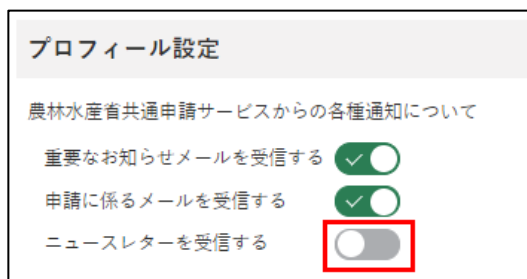 プロフィール設定
農林水産省共通申請サービスからの各種通知について
重要なお知らせメールを受信する
申請に係るメールを受信する
ニュースレターを受信する